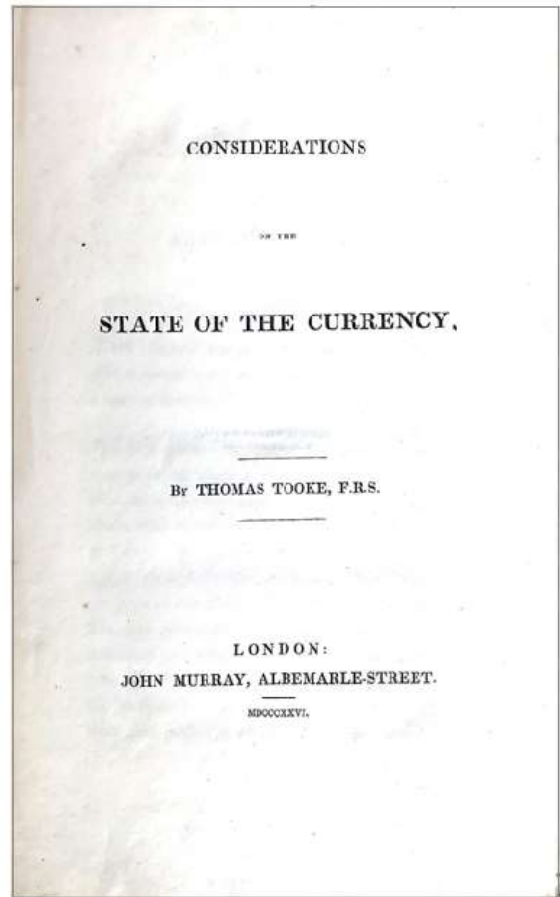 CONSIDERATIONS
ON THE
STATE OF THE CURRENCY.
By THOMAS TOOKE, F.R.S.
LONDON:
JOHN MURRAY, ALBEMARLE-STREET.
MDCCCXXVI.